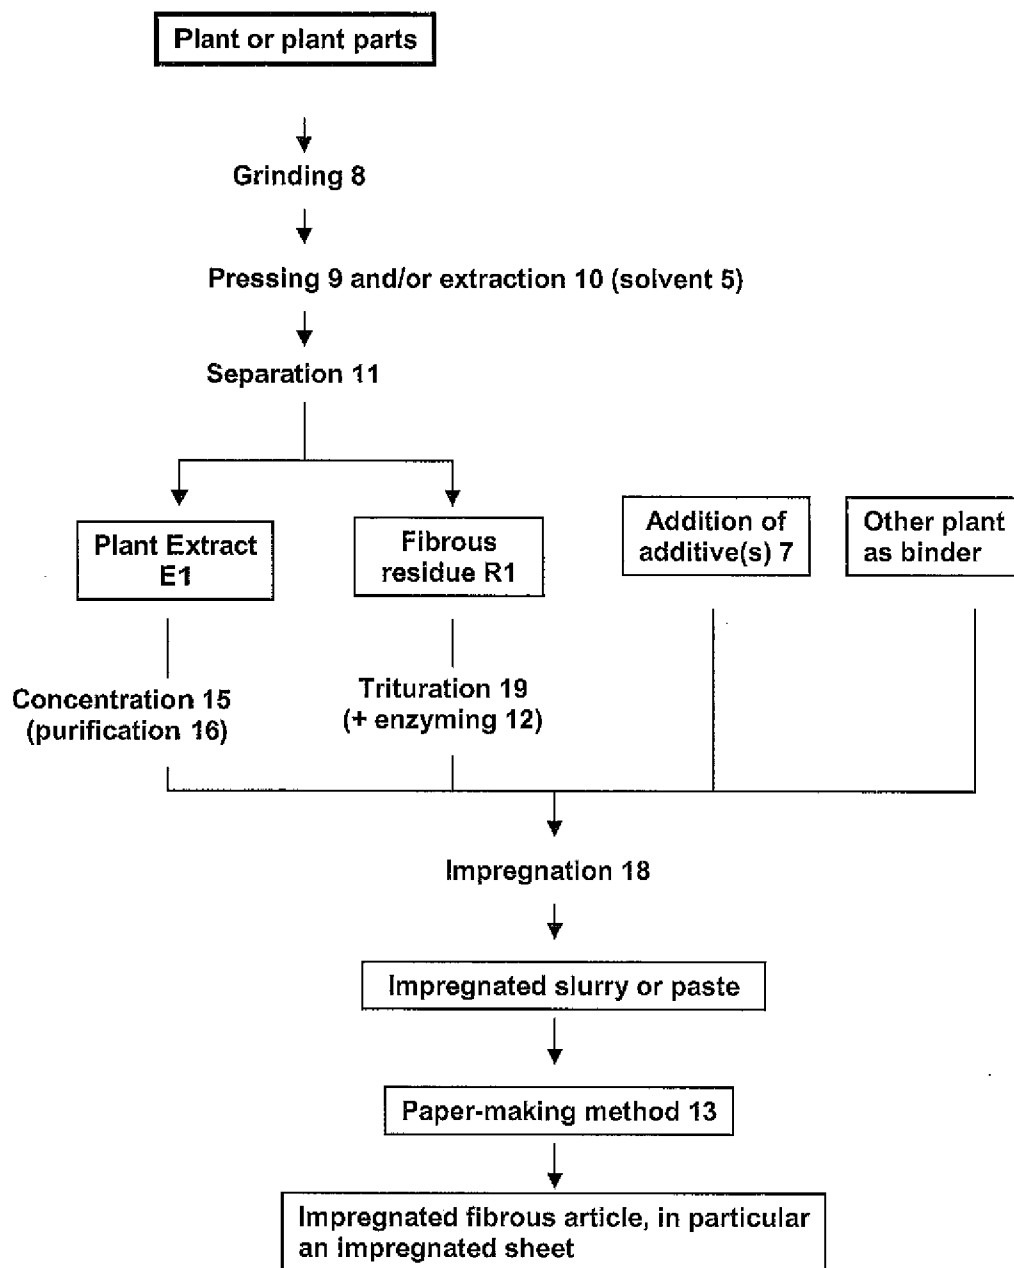 Plant or plant parts
Grinding 8
Pressing 9 and/or extraction 10 (solvent 5)
Separation 11
Plant Extract
E1
Fibrous
residue R1
Addition of
additive(s) 7
Other plant
as binder
Concentration 15
(purification 16)
Trituration 19
(+ enzyming 12)
Impregnation 18
Impregnated slurry or paste
Paper-making method 13
Impregnated fibrous article, in particular
an impregnated sheet